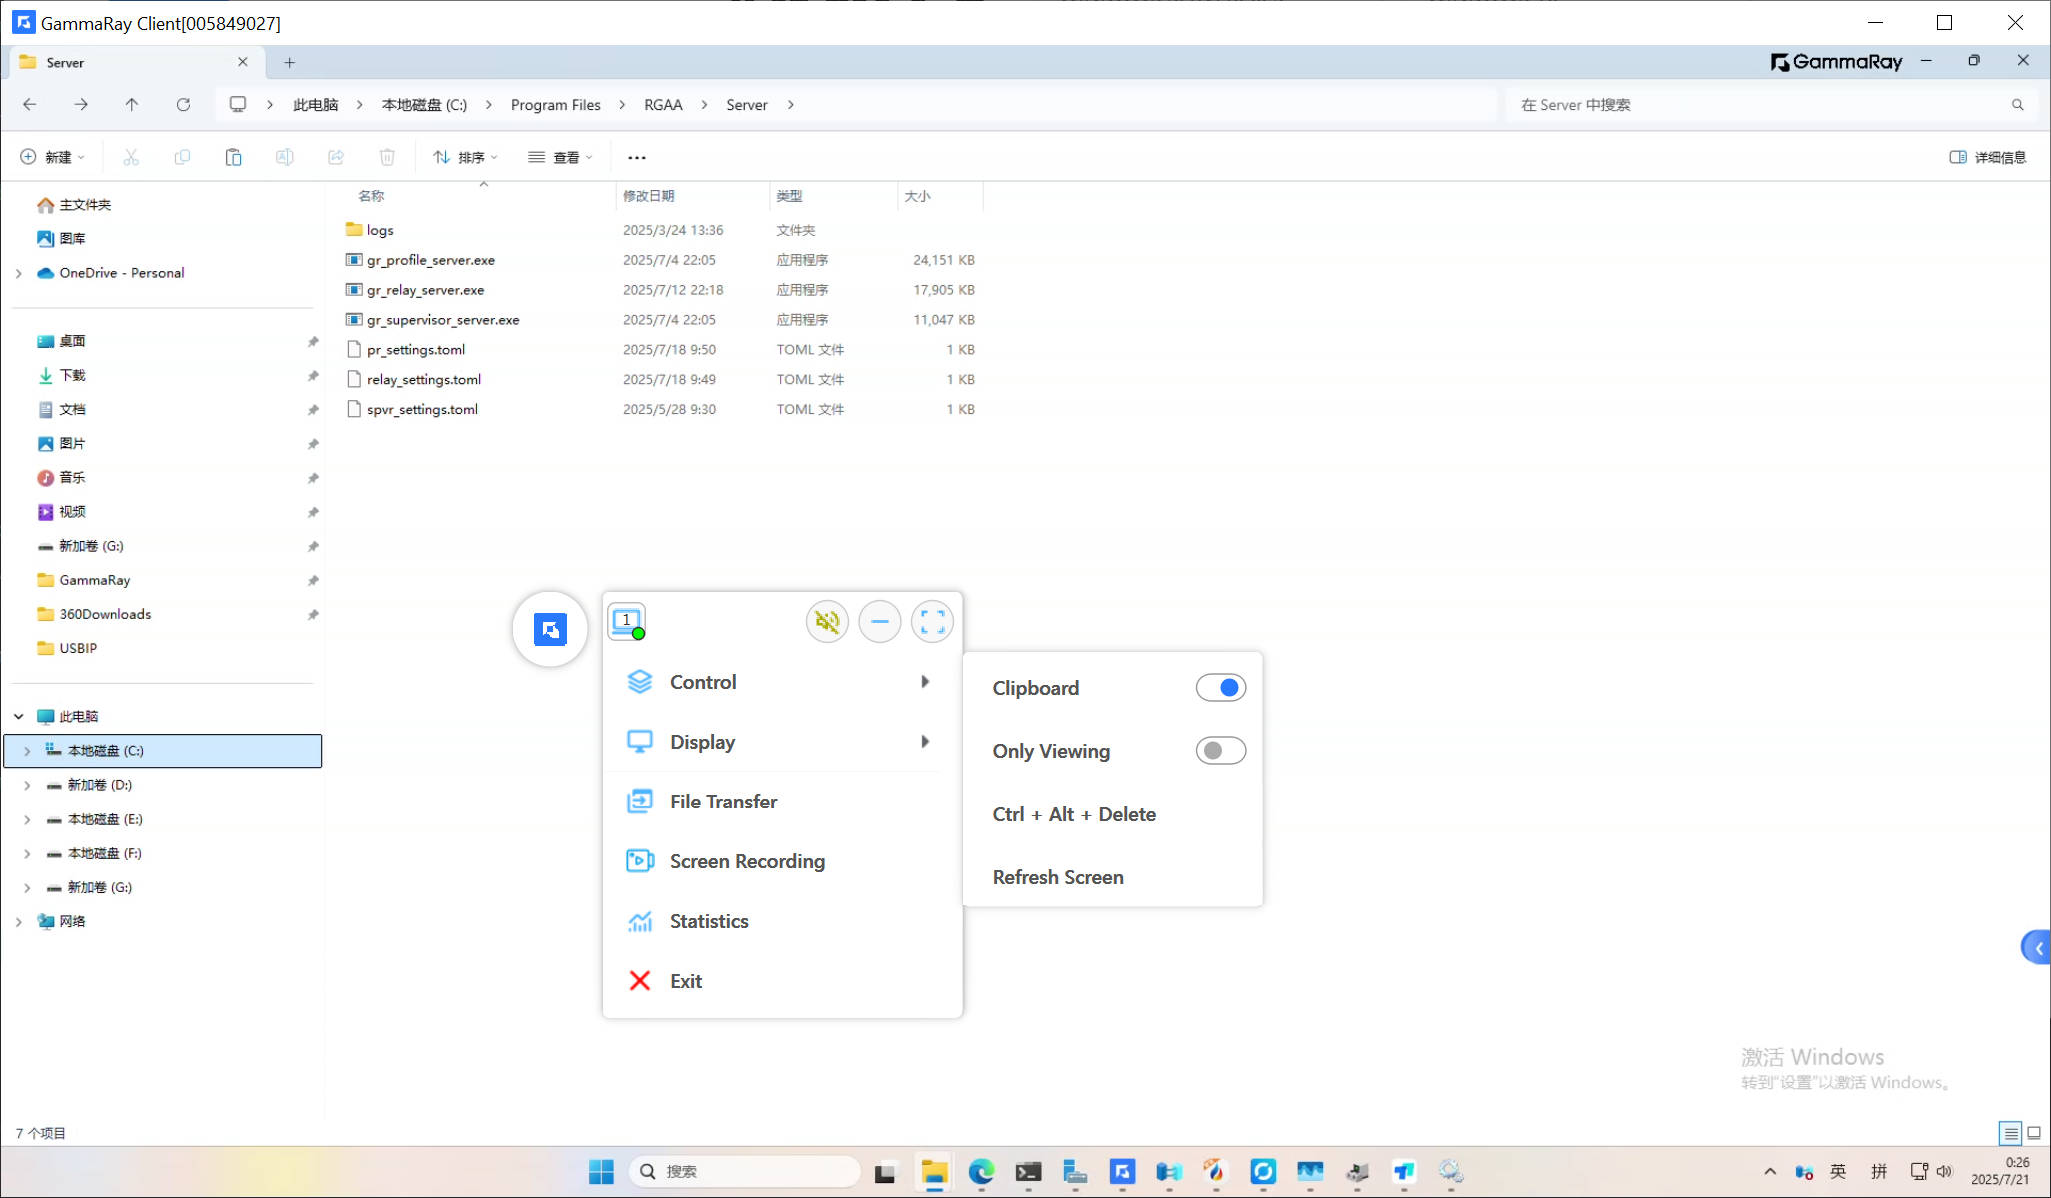 GammaRay Client[005849027]
Server
GammaRay
此电脑 本地磁盘 (C:) Program Files RGAA Server
在 Server 中搜索
新建
排序
查看
详细信息
主文件夹
图库
OneDrive - Personal
桌面
下载
文档
图片
音乐
视频
新加卷 (G:)
GammaRay
360Downloads
USBIP
此电脑
本地磁盘 (C:)
新加卷 (D:)
本地磁盘 (E:)
本地磁盘 (F:)
新加卷 (G:)
网络
名称 修改日期 类型 大小
logs 2025/3/24 13:36 文件夹
gr_profile_server.exe 2025/7/4 22:05 应用程序 24,151 KB
gr_relay_server.exe 2025/7/12 22:18 应用程序 17,905 KB
gr_supervisor_server.exe 2025/7/4 22:05 应用程序 11,047 KB
pr_settings.toml 2025/7/18 9:50 TOML 文件 1 KB
relay_settings.toml 2025/7/18 9:49 TOML 文件 1 KB
spvr_settings.toml 2025/5/28 9:30 TOML 文件 1 KB
1
Control
Display
File Transfer
Screen Recording
Statistics
Exit
Clipboard
Only Viewing
Ctrl + Alt + Delete
Refresh Screen
激活 Windows
转到"设置"以激活 Windows。
7 个项目
搜索
英
拼
0:26
2025/7/21